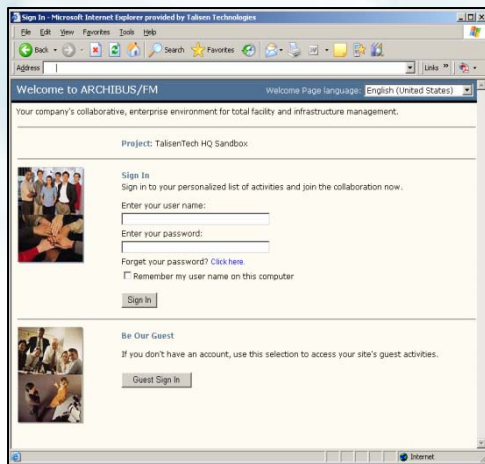 Sign In - Microsoft Internet Explorer provided by Talisen Technologies
File Edit View Favorites Tools Help
Back Search Favorites
Address Links »
Welcome to ARCHIBUS/FM Welcome Page language: English (United States)
Your company's collaborative, enterprise environment for total facility and infrastructure management.
Project: TalisenTech HQ Sandbox
Sign In
Sign in to your personalized list of activities and join the collaboration now.
Enter your user name:
Enter your password:
Forget your password? Click here.
Remember my user name on this computer
Sign In
Be Our Guest
If you don't have an account, use this selection to access your site's guest activities.
Guest Sign In
Internet